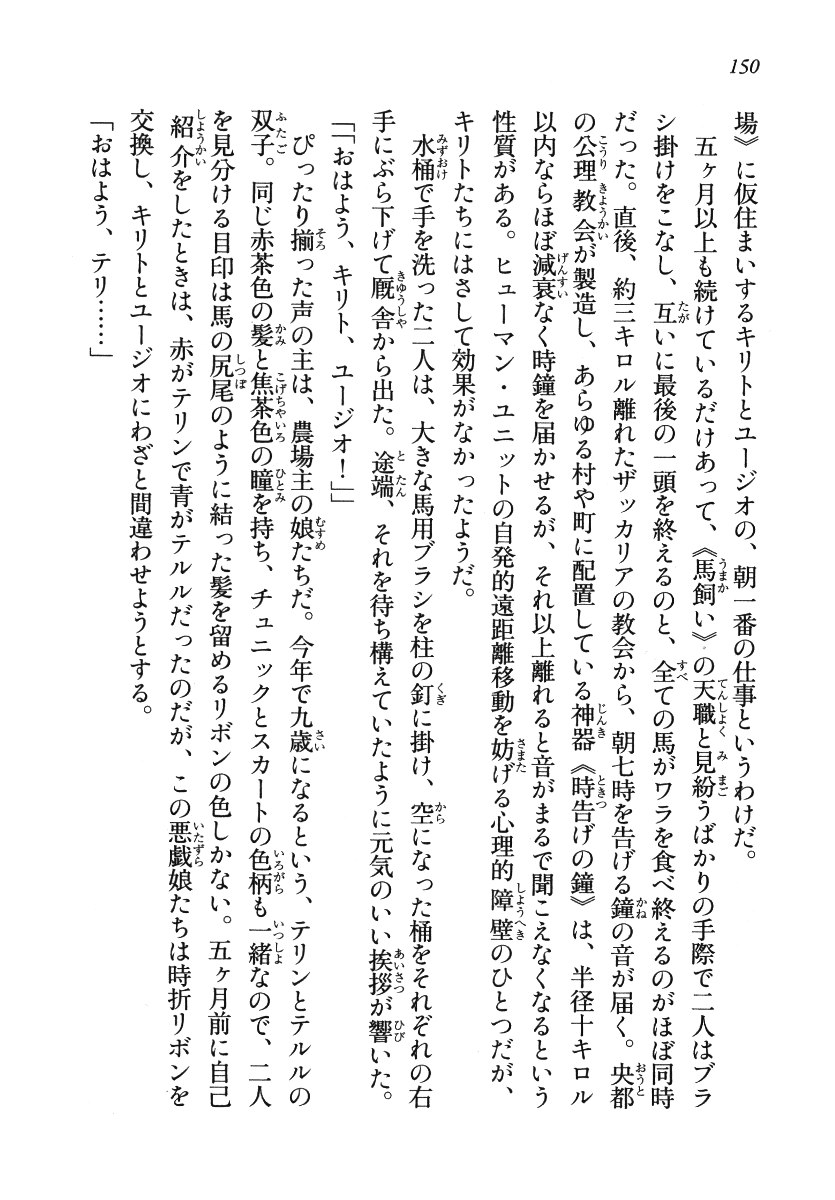 150
場》に仮住まいするキリトとユージオの、朝一番の仕事というわけだ。
五ヶ月以上も続けているだけあって、《馬飼い》の天職と見紛うばかりの手際で二人はブラ
シ掛けをこなし、互いに最後の一頭を終えるのと、全ての馬がワラを食べ終えるのがほぼ同時
だった。直後、約三キロル離れたザッカリアの教会から、朝七時を告げる鐘の音が届く。央都
の公理教会が製造し、あらゆる村や町に配置している神器《時告げの鐘》は、半径十キロル
以内ならほぼ減衰なく時鐘を届かせるが、それ以上離れると音がまるで聞こえなくなるという
性質がある。ヒューマン・ユニットの自発的遠距離移動を妨げる心理的障壁のひとつだが、
キリトたちにはさして効果がなかったようだ。
水桶で手を洗った二人は、大きな馬用ブラシを柱の釘に掛け、空になった桶をそれぞれの右
手にぶら下げて厩舎から出た。途端、それを待ち構えていたように元気のいい挨拶が響いた。
「「おはよう、キリト、ユージオ！」」
ぴったり揃った声の主は、農場主の娘たちだ。今年で九歳になるという、テリンとテルルの
双子。同じ赤茶色の髪と焦茶色の瞳を持ち、チュニックとスカートの色柄も一緒なので、二人
を見分ける目印は馬の尻尾のように結った髪を留めるリボンの色しかない。五ヶ月前に自己
紹介をしたときは、赤がテリンで青がテルルだったのだが、この悪戯娘たちは時折リボンを
交換し、キリトとユージオにわざと間違わせようとする。
「おはよう、テリ……」